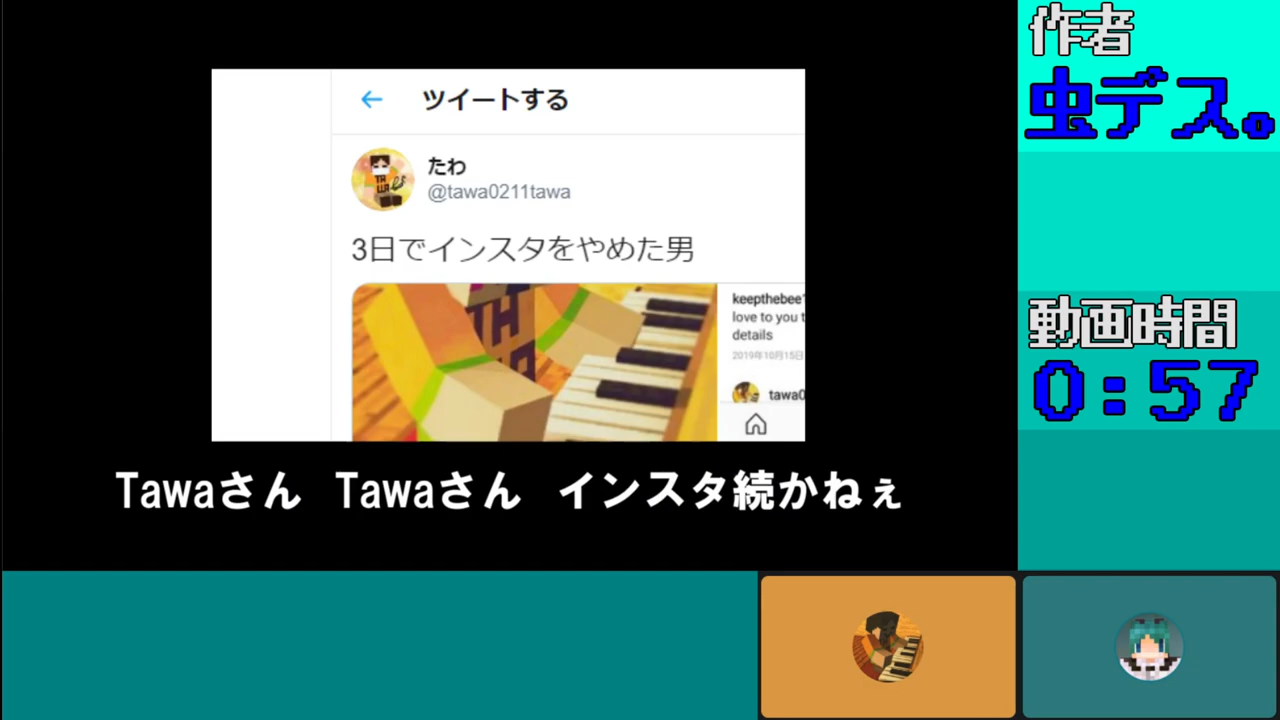 ツイートする
たわ
@tawa0211tawa
3日でインスタをやめた男
keepthebee
love to you t
details
2019年10月15日
tawa0
Tawaさん Tawaさん インスタ続かねぇ
作者
虫デス。
動画時間
0:57